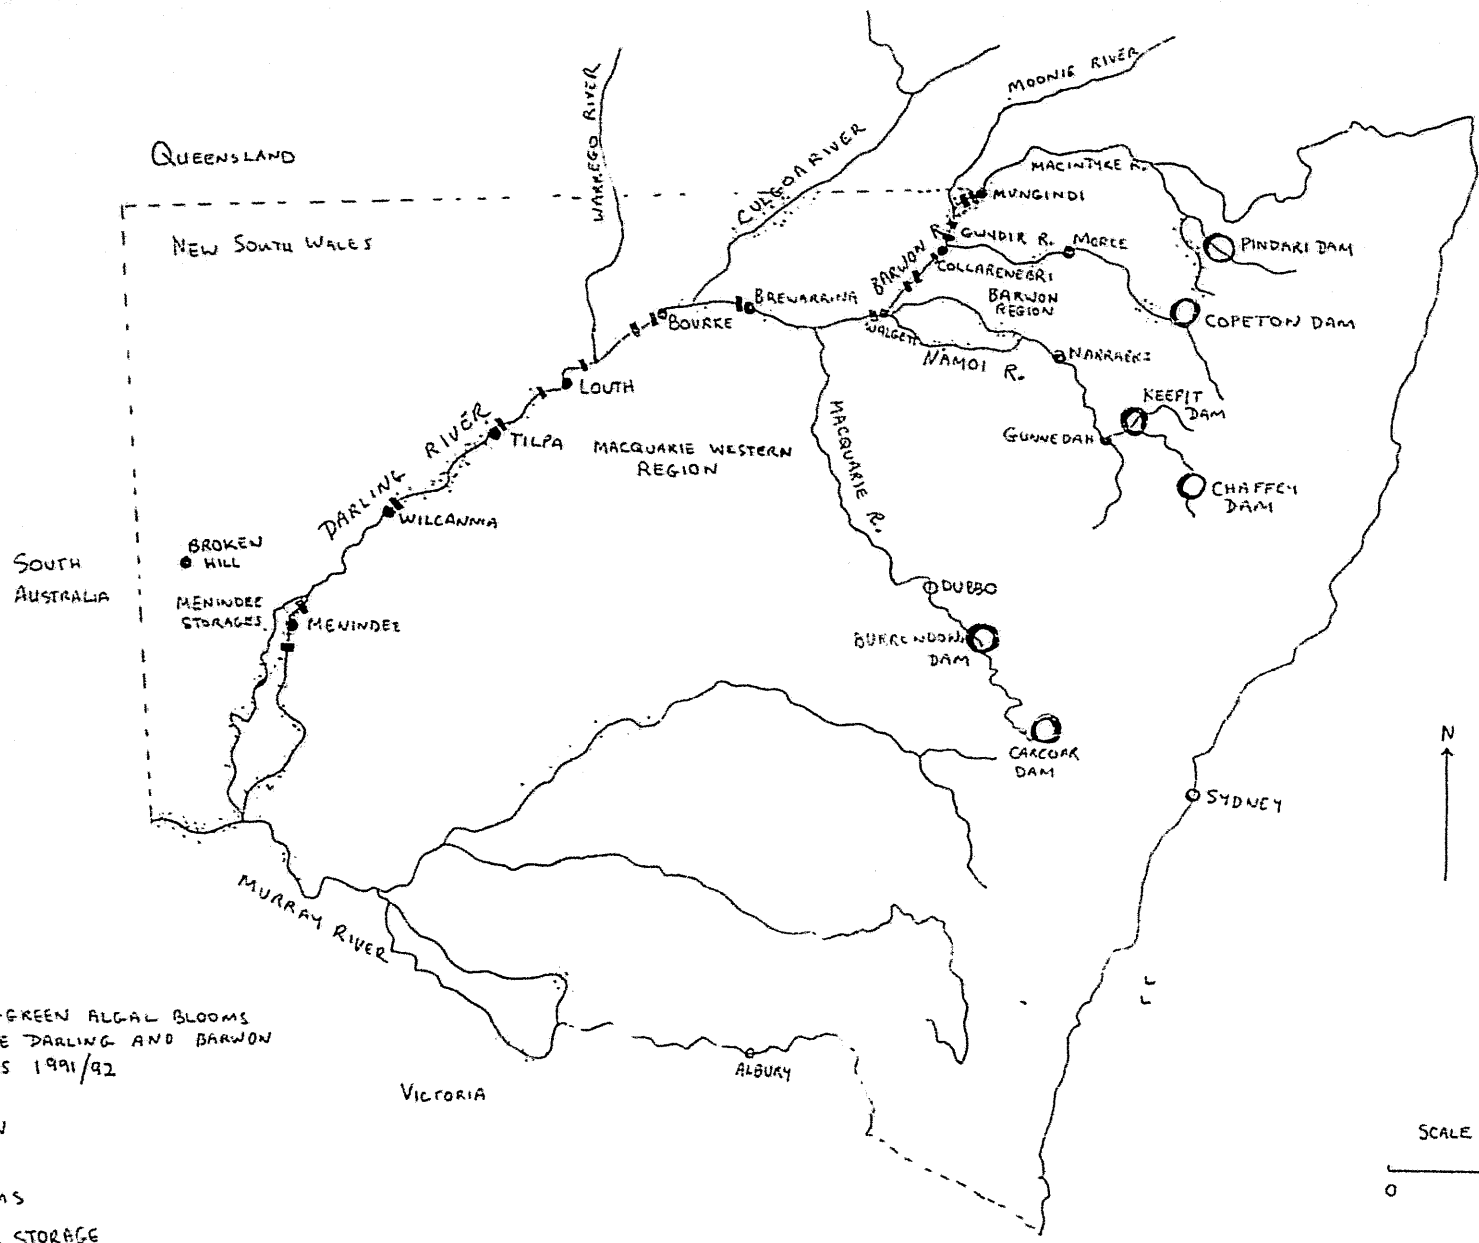 QUEENSLAND
NEW SOUTH WALES
WARREGO RIVER
CULGOA RIVER
MOONIE RIVER
MACINTYRE R.
MUNGINDI
PINDARI DAM
BARWON R.
GUNDIR R.
MOREE
COLLARENEBRI
BARWON
REGION
COPETON DAM
BREWARRINA
BOURKE
WALGETT
NAMOI R.
NARRABRI
KEEPIT
DAM
GUNNEDAH
CHAFFEY
DAM
LOUTH
TILPA
MACQUARIE WESTERN
REGION
MACQUARIE R.
DARLING RIVER
WILCANNIA
BROKEN
HILL
SOUTH
AUSTRALIA
MENINDEE
STORAGES
MENINDEE
DUBBO
BURRENDONG
DAM
CARCOAR
DAM
N
SYDNEY
MURRAY RIVER
-GREEN ALGAL BLOOMS
E DARLING AND BARWON
S 1991/92
ALBURY
VICTORIA
N
SCALE
MS
STORAGE
0